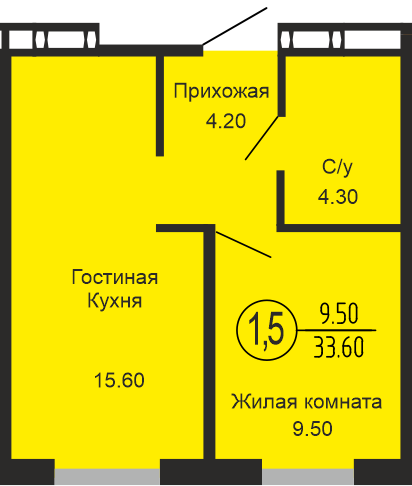 Прихожая
4.20
С/у
4.30
Гостиная
Кухня
15.60
1,5
9.50
33.60
Жилая комната
9.50